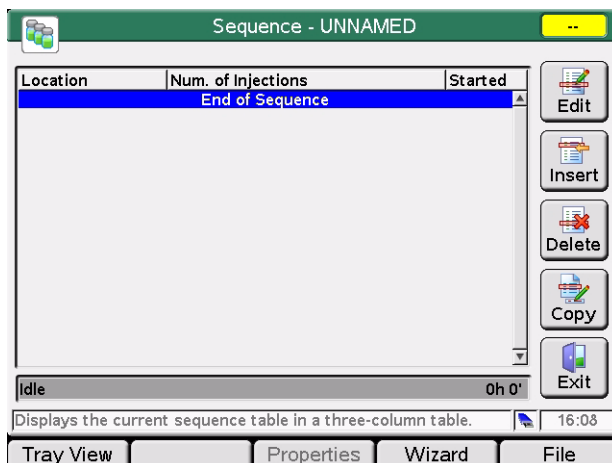 Sequence - UNNAMED
--
Location Num. of Injections Started
End of Sequence
Edit
Insert
Delete
Copy
Exit
Idle 0h 0'
Displays the current sequence table in a three-column table. 16:08
Tray View Properties Wizard File